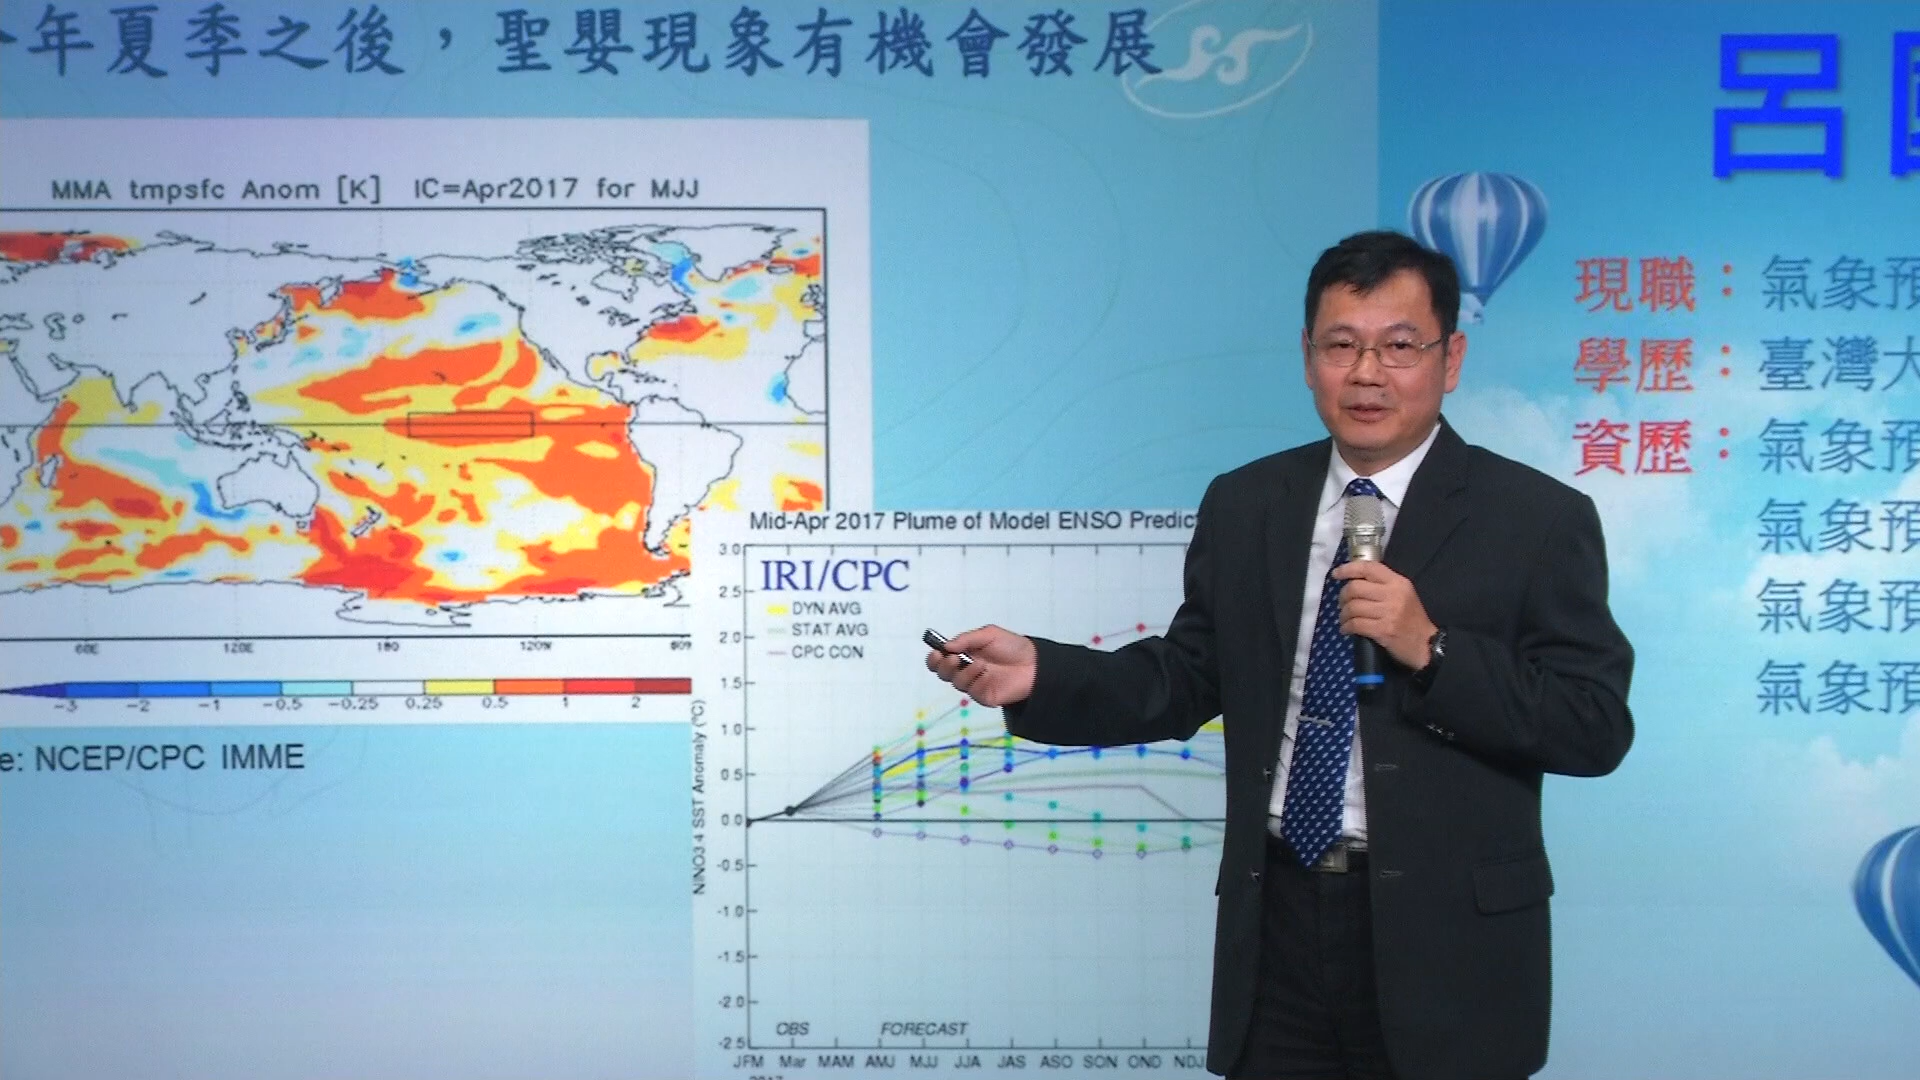 年夏季之後，聖嬰現象有機會發展
MMA tmpsfc Anom [K] IC=Apr2017 for MJJ
60E 120E 180 120W
-3 -2 -1 -0.5 -0.25 0.25 0.5 1 2
e: NCEP/CPC IMME
Mid-Apr 2017 Plume of Model ENSO Predic
IRI/CPC
DYN AVG
STAT AVG
CPC CON
NINO3.4 SST Anomaly (°C)
3.0
2.5
2.0
1.5
1.0
0.5
0.0
-0.5
-1.0
-1.5
-2.0
-2.5
OBS FORECAST
JFM Mar MAM AMJ MJJ JJA JAS ASO SON OND NDJ
呂
現職：氣象預
學歷：臺灣大
資歷：氣象預
氣象預
氣象預
氣象預